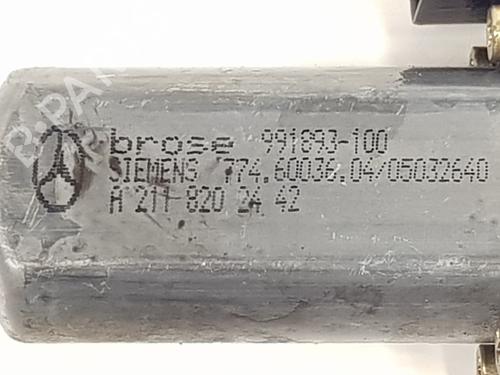 brose 991893-100
SIEMENS 774.60036.04/05032640
A 211 820 24 42